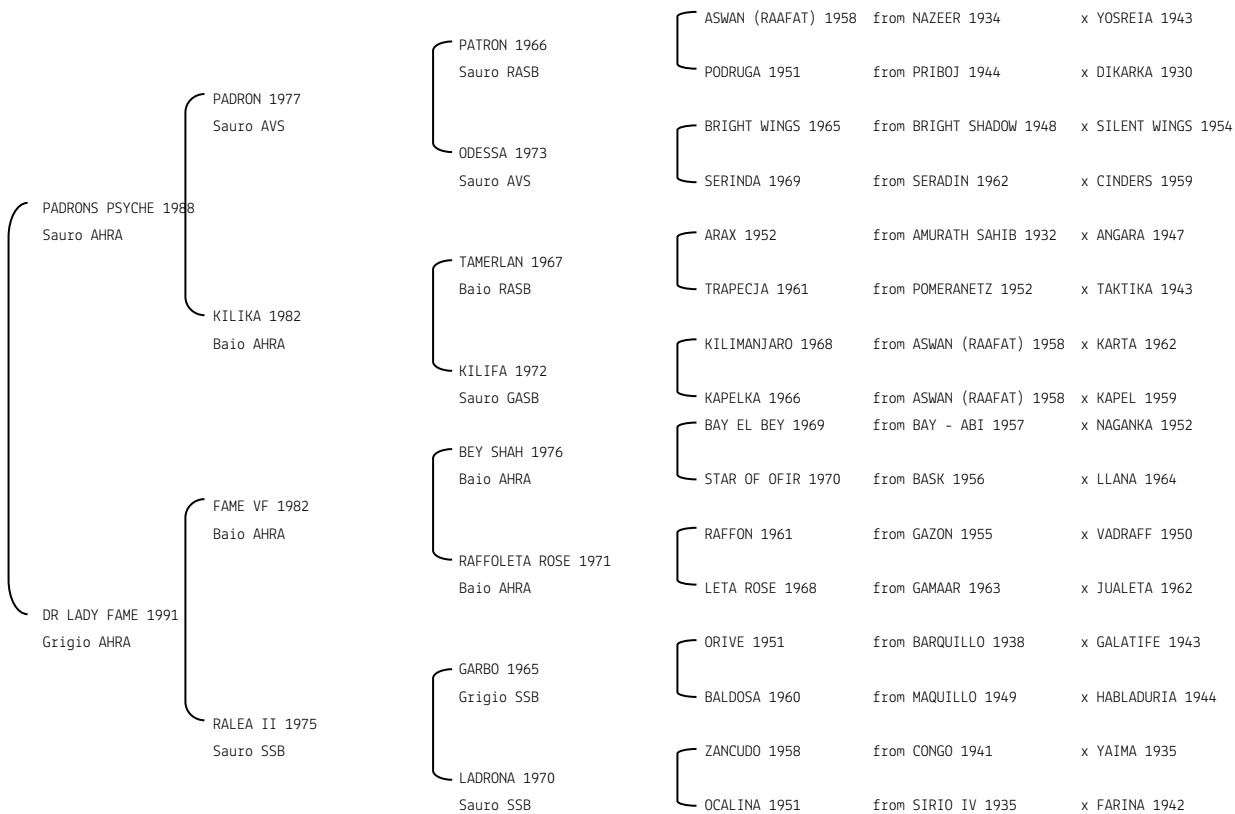 ASWAN (RAAFAT) 1958 from NAZEER 1934 x YOSREIA 1943
PATRON 1966
Sauro RASB
PODRUGA 1951 from PRIBOJ 1944 x DIKARKA 1930
PADRON 1977
Sauro AVS
BRIGHT WINGS 1965 from BRIGHT SHADOW 1948 x SILENT WINGS 1954
ODESSA 1973
Sauro AVS
SERINDA 1969 from SERADIN 1962 x CINDERS 1959
PADRONS PSYCHE 1988
Sauro AHRA
ARAX 1952 from AMURATH SAHIB 1932 x ANGARA 1947
TAMERLAN 1967
Baio RASB
TRAPECJA 1961 from POMERANETZ 1952 x TAKTIKA 1943
KILIKA 1982
Baio AHRA
KILIMANJARO 1968 from ASWAN (RAAFAT) 1958 x KARTA 1962
KILIFA 1972
Sauro GASB
KAPELKA 1966 from ASWAN (RAAFAT) 1958 x KAPEL 1959
BAY EL BEY 1969 from BAY - ABI 1957 x NAGANKA 1952
BEY SHAH 1976
Baio AHRA
STAR OF OFIR 1970 from BASK 1956 x LLANA 1964
FAME VF 1982
Baio AHRA
RAFFON 1961 from GAZON 1955 x VADRAFF 1950
RAFFOLETA ROSE 1971
Baio AHRA
LETA ROSE 1968 from GAMAAR 1963 x JUALETA 1962
DR LADY FAME 1991
Grigio AHRA
ORIVE 1951 from BARQUILLO 1938 x GALATIFE 1943
GARBO 1965
Grigio SSB
BALDOSA 1960 from MAQUILLO 1949 x HABLADURIA 1944
RALEA II 1975
Sauro SSB
ZANCUDO 1958 from CONGO 1941 x YAIMA 1935
LADRONA 1970
Sauro SSB
OCALINA 1951 from SIRIO IV 1935 x FARINA 1942